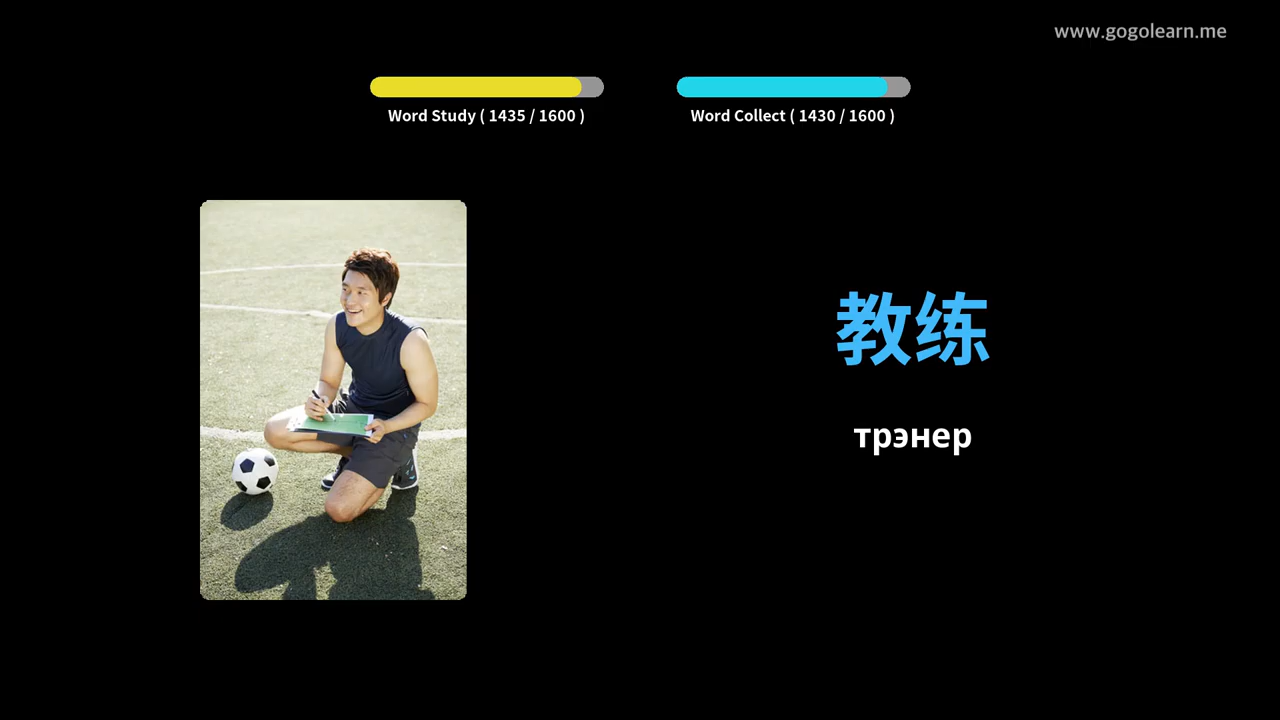 www.gogolearn.me
Word Study ( 1435 / 1600 )
Word Collect ( 1430 / 1600 )
教练
трэнер